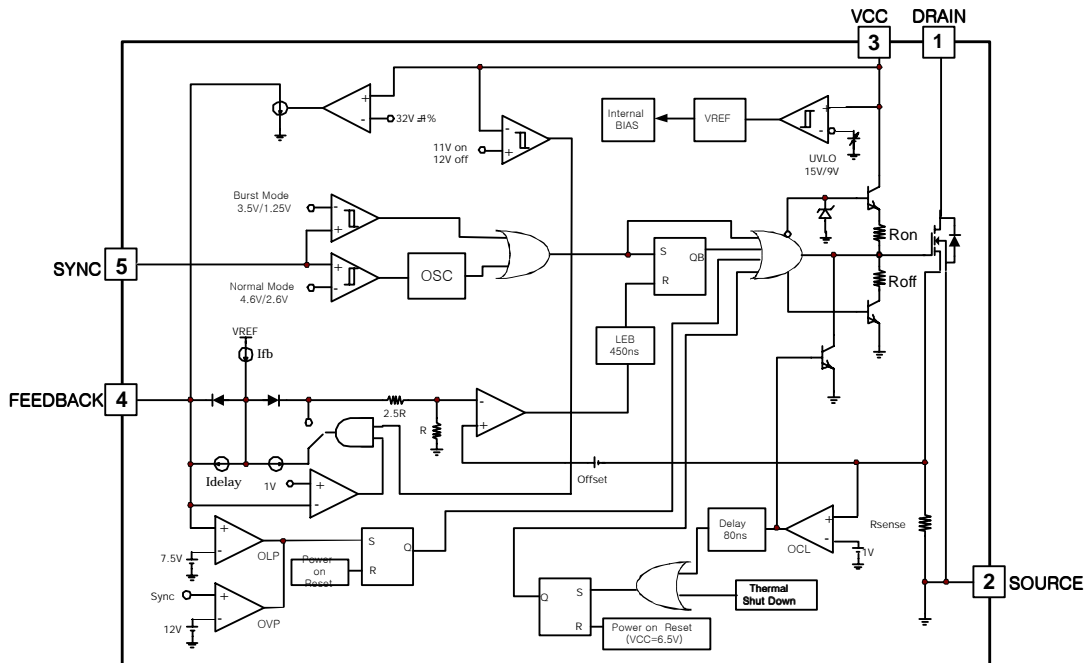 VCC DRAIN
3 1
+
-
32V
Internal
BIAS
VREF
+
-
-
+
11V on
12V off
UVLO
15V/9V
Burst Mode
3.5V/1.25V
-
+
SYNC 5
+
-
OSC
Normal Mode
4.6V/2.6V
S
QB
R
Ron
Roff
LEB
450ns
VREF
Ifb
FEEDBACK 4
2.5R
R
-
+
Idelay
1V
+
-
Offset
+
-
7.5V
OLP
S
Q
R
Power
on
Reset
Sync
+
-
12V
OVP
Delay
80ns
+
-
OCL
1V
Rsense
Q
S
R
Thermal
Shut Down
Power on Reset
(VCC=6.5V)
2 SOURCE